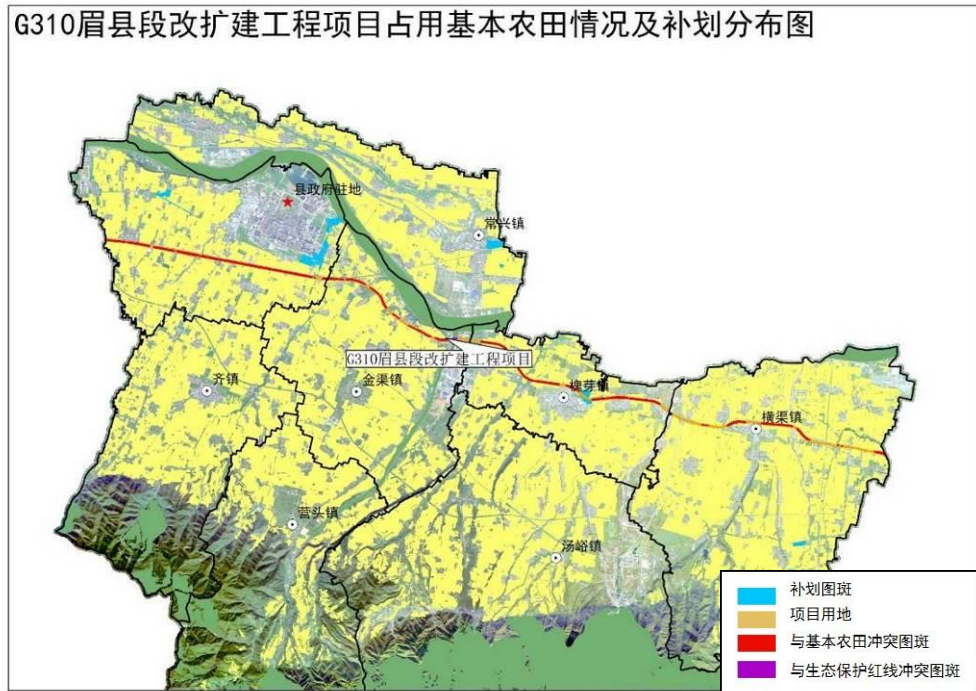 G310眉县段改扩建工程项目占用基本农田情况及补划分布图
县政府驻地
常兴镇
G310眉县段改扩建工程项目
齐镇
金渠镇
槐芽镇
横渠镇
营头镇
汤峪镇
补划图斑
项目用地
与基本农田冲突图斑
与生态保护红线冲突图斑